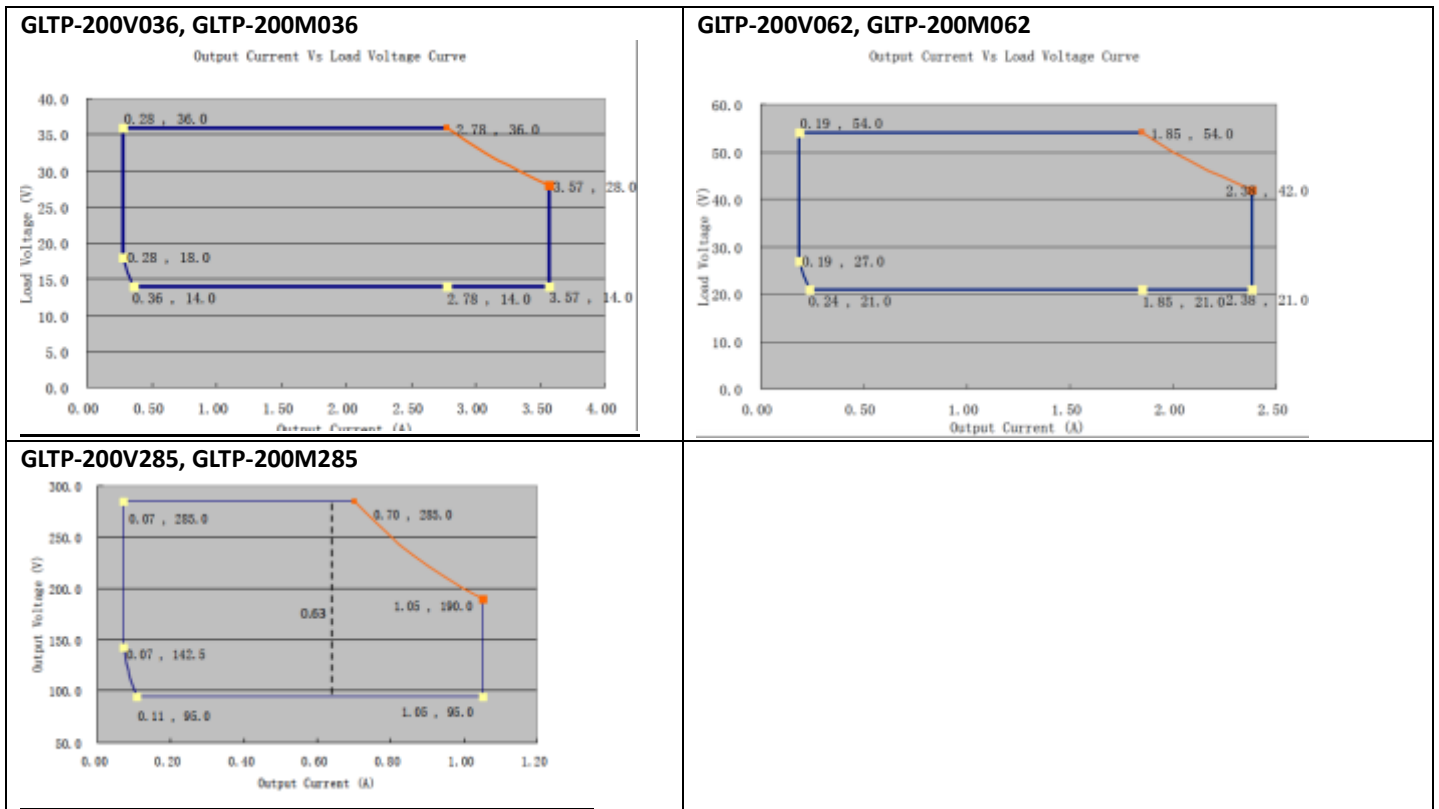 GLTP-200V036, GLTP-200M036
Output Current Vs Load Voltage Curve
40.0
0.28 , 36.0
2.78 , 36.0
35.0
30.0
3.57 , 28.0
25.0
20.0
0.28 , 18.0
15.0
0.36 , 14.0
2.78 , 14.0
3.57 , 14.0
10.0
5.0
0.0
Load Voltage (V)
0.00 0.50 1.00 1.50 2.00 2.50 3.00 3.50 4.00
Output Current (A)
GLTP-200V062, GLTP-200M062
Output Current Vs Load Voltage Curve
60.0
0.19 , 54.0
1.85 , 54.0
50.0
2.38 , 42.0
40.0
30.0
0.19 , 27.0
20.0
0.24 , 21.0
1.85 , 21.0
2.38 , 21.0
10.0
0.0
Load Voltage (V)
0.00 0.50 1.00 1.50 2.00 2.50
Output Current (A)
GLTP-200V285, GLTP-200M285
300.0
0.07 , 285.0
0.70 , 285.0
250.0
200.0
0.63
1.05 , 190.0
150.0
0.07 , 142.5
100.0
0.11 , 95.0
1.05 , 95.0
50.0
Output Voltage (V)
0.00 0.20 0.40 0.60 0.80 1.00 1.20
Output Current (A)